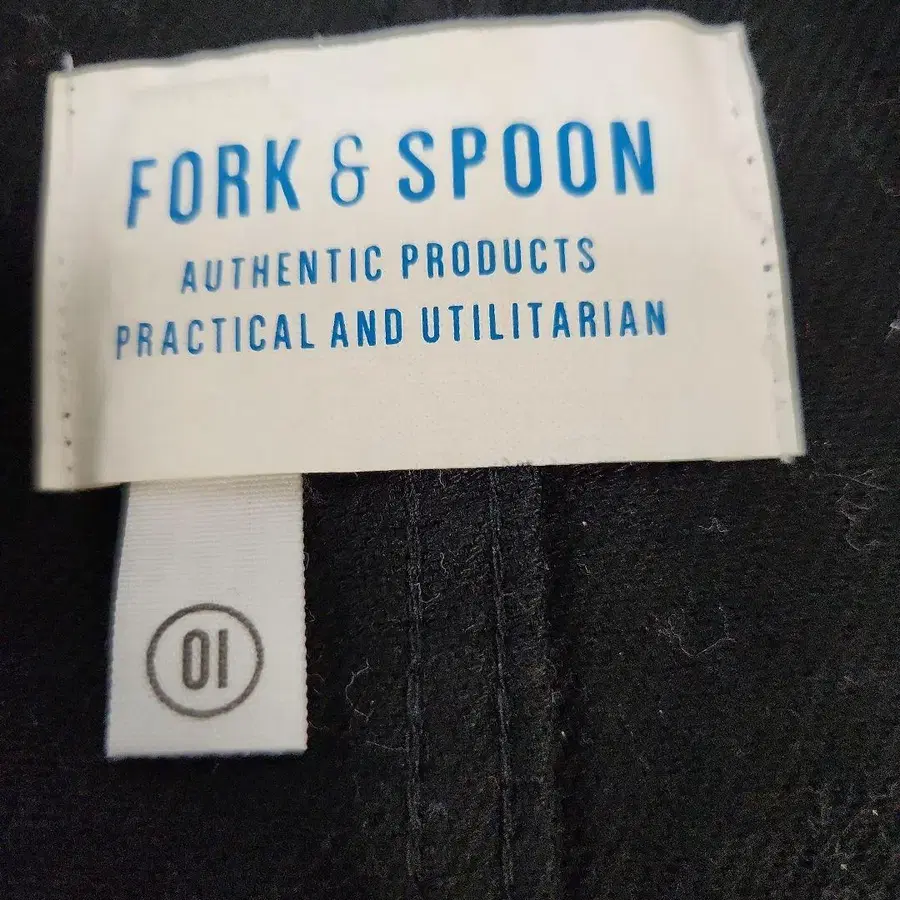 FORK & SPOON
AUTHENTIC PRODUCTS
PRACTICAL AND UTILITARIAN
01